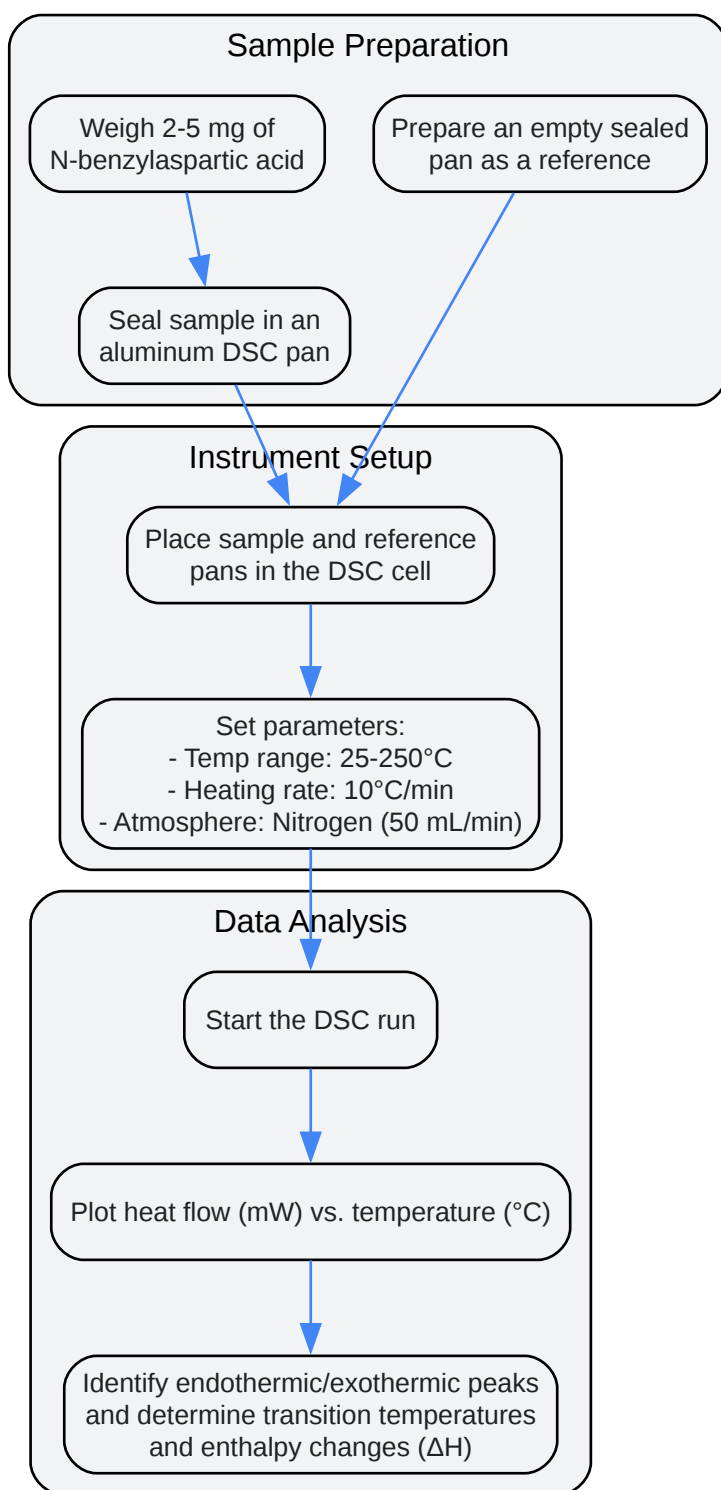 Sample Preparation
Weigh 2-5 mg of
N-benzylaspartic acid
Prepare an empty sealed
pan as a reference
Seal sample in an
aluminum DSC pan
Instrument Setup
Place sample and reference
pans in the DSC cell
Set parameters:
- Temp range: 25-250°C
- Heating rate: 10°C/min
- Atmosphere: Nitrogen (50 mL/min)
Data Analysis
Start the DSC run
Plot heat flow (mW) vs. temperature (°C)
Identify endothermic/exothermic peaks
and determine transition temperatures
and enthalpy changes (ΔH)